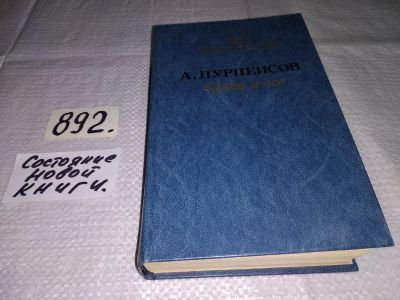 А. НУРПЕИСОВ
892.
Состояние
новой
книги.